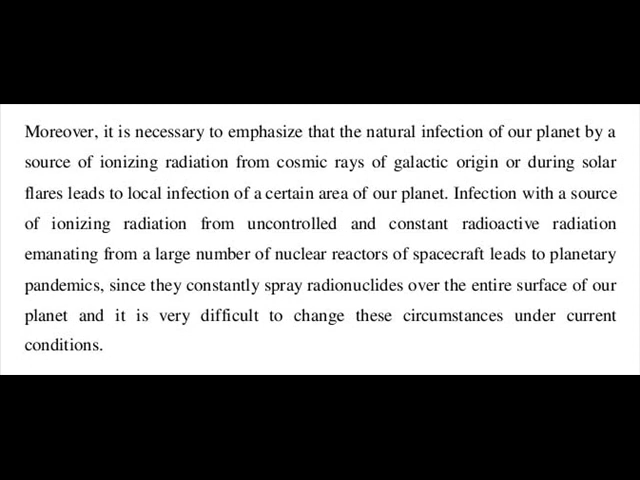 Moreover, it is necessary to emphasize that the natural infection of our planet by a
source of ionizing radiation from cosmic rays of galactic origin or during solar
flares leads to local infection of a certain area of our planet. Infection with a source
of ionizing radiation from uncontrolled and constant radioactive radiation
emanating from a large number of nuclear reactors of spacecraft leads to planetary
pandemics, since they constantly spray radionuclides over the entire surface of our
planet and it is very difficult to change these circumstances under current
conditions.